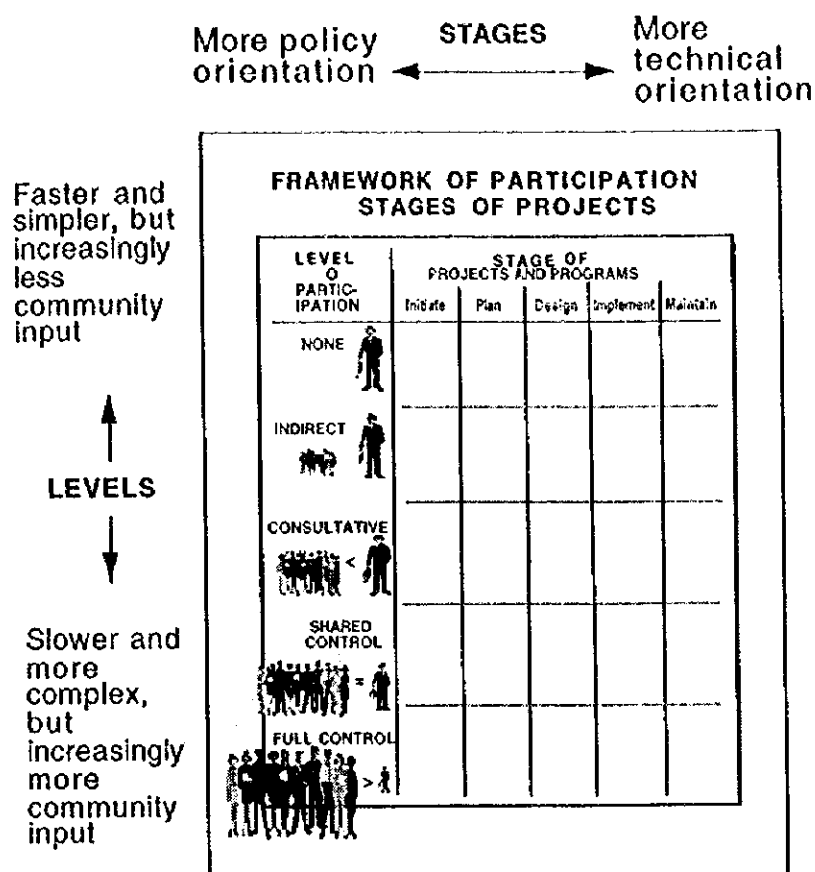 More policy
orientation
STAGES
More
technical
orientation
Faster and
simpler, but
increasingly
less
community
input
LEVELS
Slower and
more
complex,
but
increasingly
more
community
input
FRAMEWORK OF PARTICIPATION
STAGES OF PROJECTS
LEVEL
O
PARTIC-
IPATION
STAGE OF
PROJECTS AND PROGRAMS
Initiate Plan Design Implement Maintain
NONE
INDIRECT
CONSULTATIVE
<
SHARED
CONTROL
=
FULL CONTROL
>